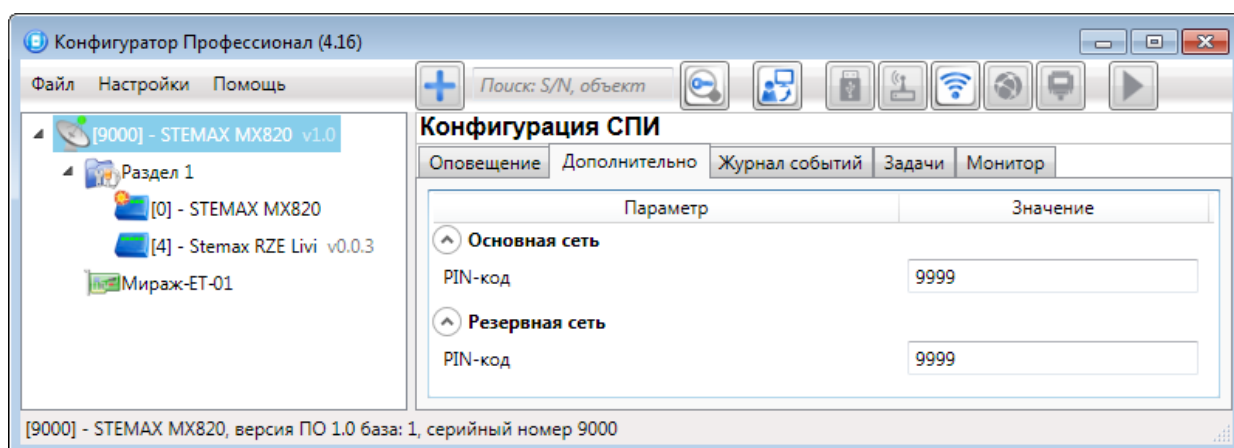 Конфигуратор Профессионал (4.16)
Файл Настройки Помощь Поиск: S/N, объект
[9000] - STEMAX MX820 v1.0
Раздел 1
[0] - STEMAX MX820
[4] - Stemax RZE Livi v0.0.3
Мираж-ET-01
Конфигурация СПИ
Оповещение Дополнительно Журнал событий Задачи Монитор
Параметр Значение
Основная сеть
PIN-код 9999
Резервная сеть
PIN-код 9999
[9000] - STEMAX MX820, версия ПО 1.0 база: 1, серийный номер 9000